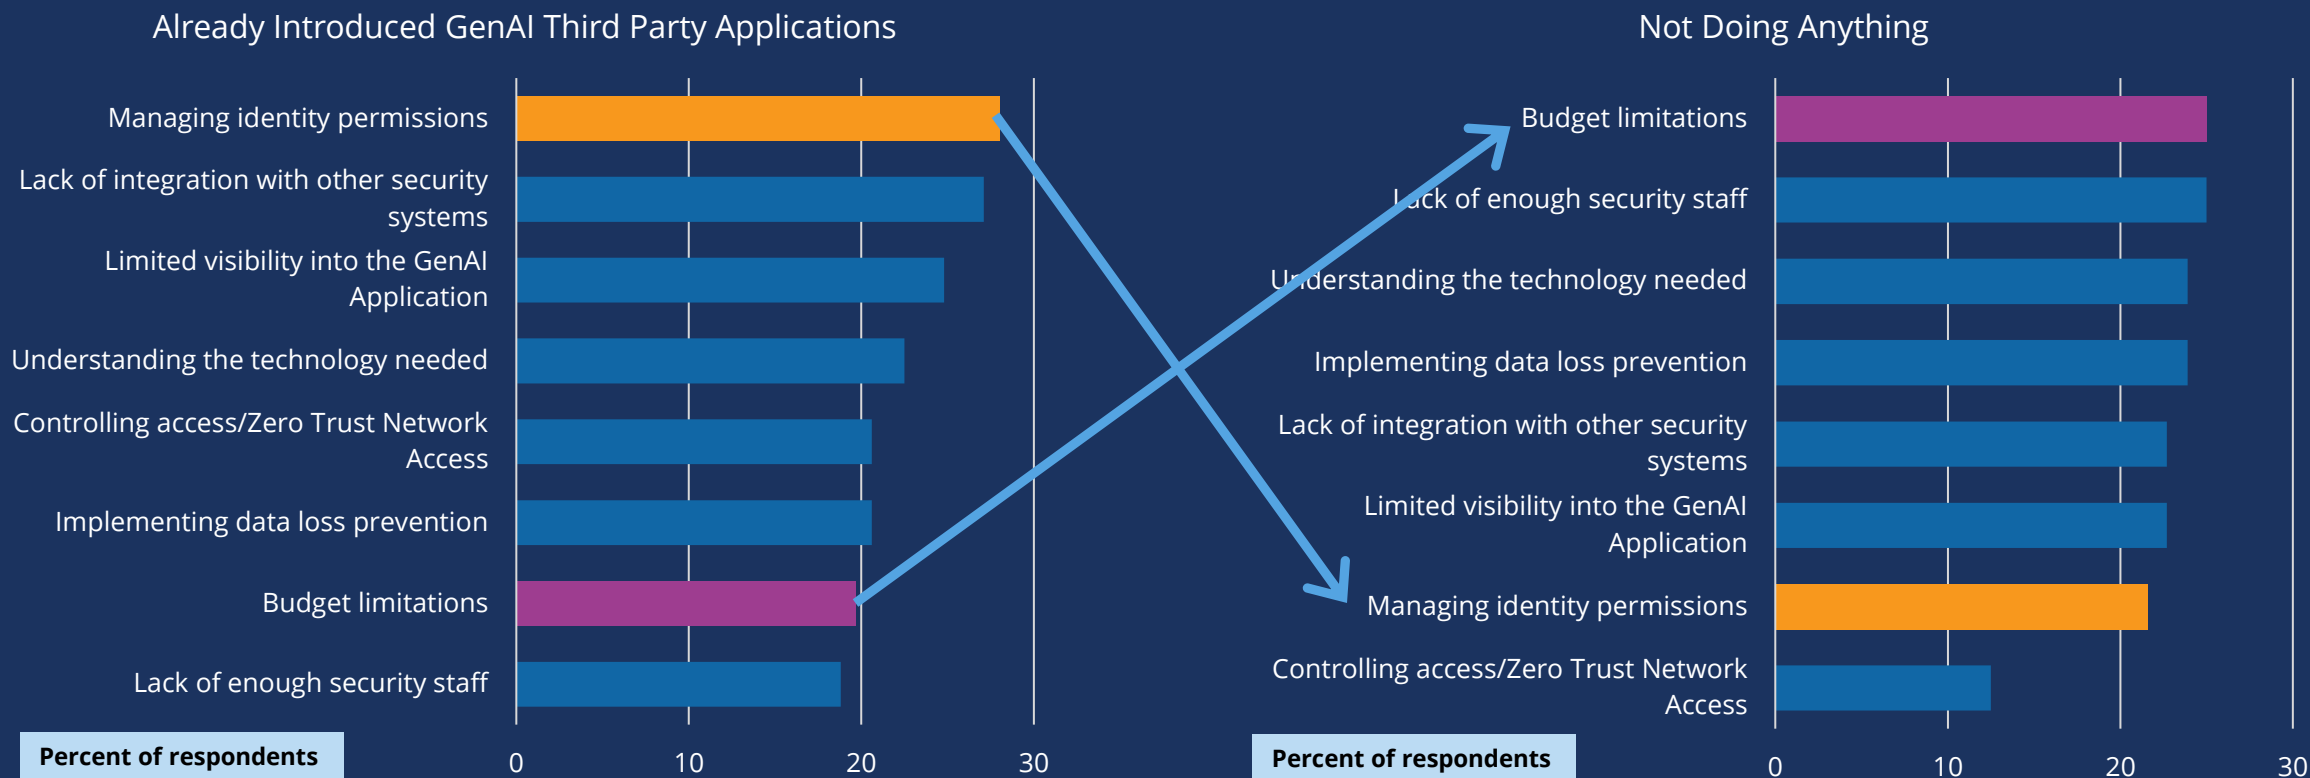 Already Introduced GenAI Third Party Applications
Managing identity permissions
Lack of integration with other security
systems
Limited visibility into the GenAI
Application
Understanding the technology needed
Controlling access/Zero Trust Network
Access
Implementing data loss prevention
Budget limitations
Lack of enough security staff
Percent of respondents
0 10 20 30
Not Doing Anything
Budget limitations
Lack of enough security staff
Understanding the technology needed
Implementing data loss prevention
Lack of integration with other security
systems
Limited visibility into the GenAI
Application
Managing identity permissions
Controlling access/Zero Trust Network
Access
Percent of respondents
0 10 20 30